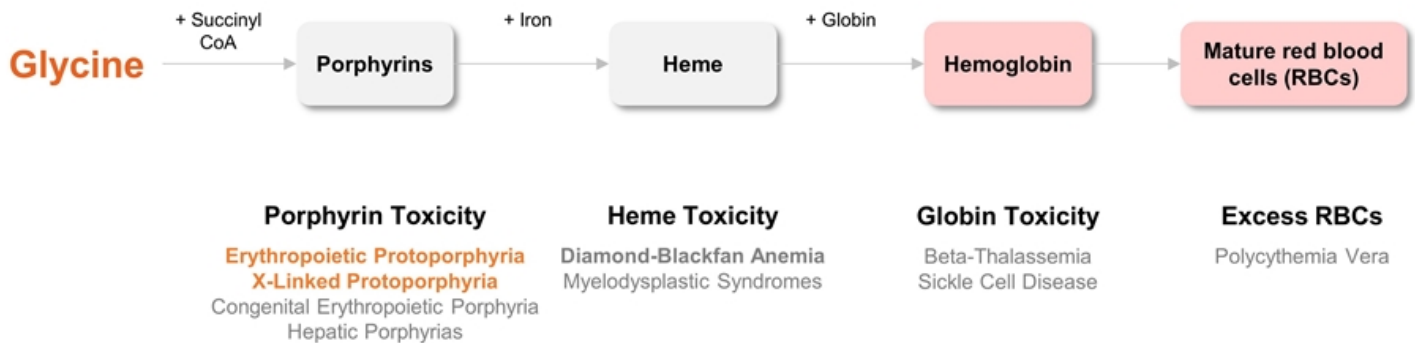 + Succinyl
CoA
+ Iron
+ Globin
Glycine
Porphyrins
Heme
Hemoglobin
Mature red blood
cells (RBCs)
Porphyrin Toxicity
Erythropoietic Protoporphyria
X-Linked Protoporphyria
Congenital Erythropoietic Porphyria
Hepatic Porphyrias
Heme Toxicity
Diamond-Blackfan Anemia
Myelodysplastic Syndromes
Globin Toxicity
Beta-Thalassemia
Sickle Cell Disease
Excess RBCs
Polycythemia Vera